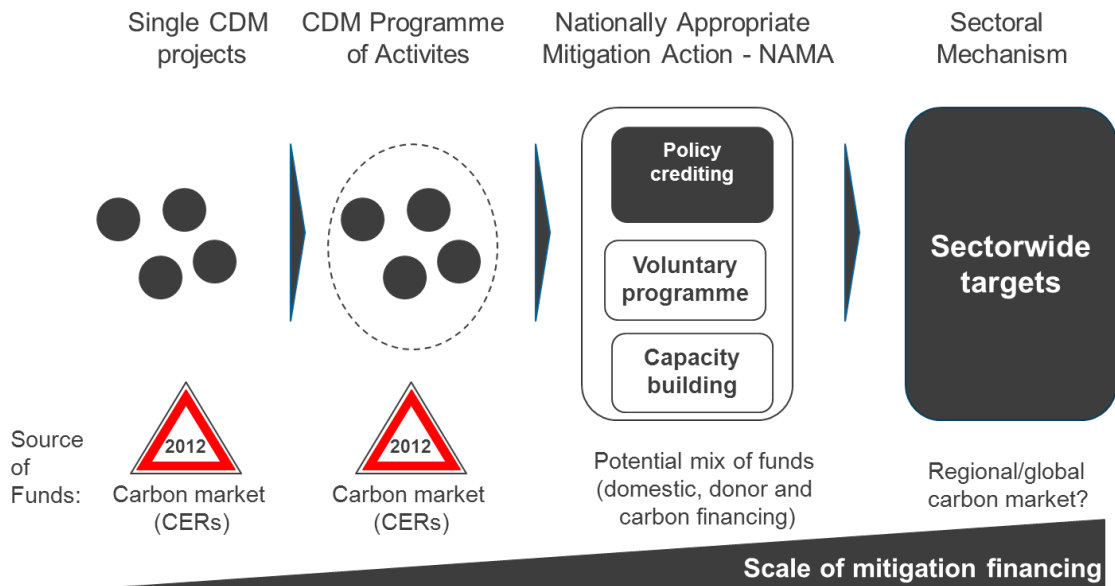 Single CDM
projects
CDM Programme
of Activites
Nationally Appropriate
Mitigation Action - NAMA
Sectoral
Mechanism
Policy
crediting
Voluntary
programme
Capacity
building
Sectorwide
targets
Source
of
Funds:
2012
Carbon market
(CERs)
2012
Carbon market
(CERs)
Potential mix of funds
(domestic, donor and
carbon financing)
Regional/global
carbon market?
Scale of mitigation financing